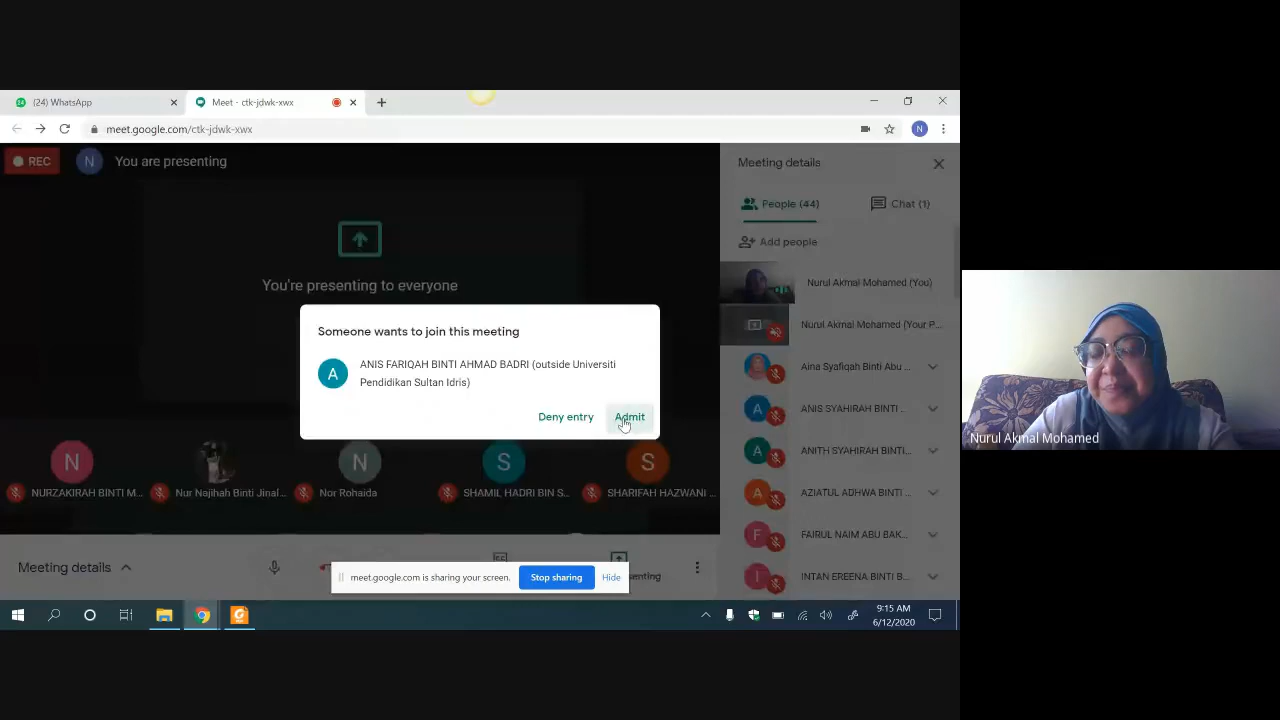 (24) WhatsApp
Meet - ctk-jdwk-xwx
meet.google.com/ctk-jdwk-xwx
N
REC
N
You are presenting
Meeting details
People (44)
Chat (1)
Add people
You're presenting to everyone
Nurul Akmal Mohamed (You)
Nurul Akmal Mohamed (Your P...
Someone wants to join this meeting
A
ANIS FARIQAH BINTI AHMAD BADRI (outside Universiti
Pendidikan Sultan Idris)
Deny entry
Admit
Aina Syafiqah Binti Abu ...
A
ANIS SYAHIRAH BINTI ...
A
ANITH SYAHIRAH BINTI...
A
AZIATUL ADHWA BINTI ...
F
FAIRUL NAIM ABU BAK...
I
INTAN EREENA BINTI B...
N
NURZAKIRAH BINTI M...
Nur Najihah Binti Jinal...
N
Nor Rohaida
S
SHAMIL HADRI BIN S...
S
SHARIFAH HAZWANI ...
Meeting details
meet.google.com is sharing your screen.
Stop sharing
Hide
9:15 AM
6/12/2020
Nurul Akmal Mohamed